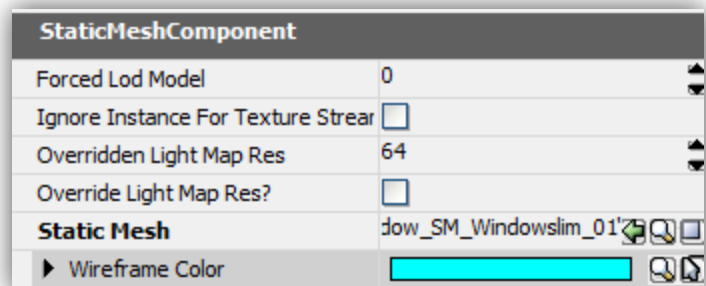 StaticMeshComponent
Forced Lod Model 0
Ignore Instance For Texture Strear
Overridden Light Map Res 64
Override Light Map Res?
Static Mesh dow_SM_Windowslim_01'
Wireframe Color